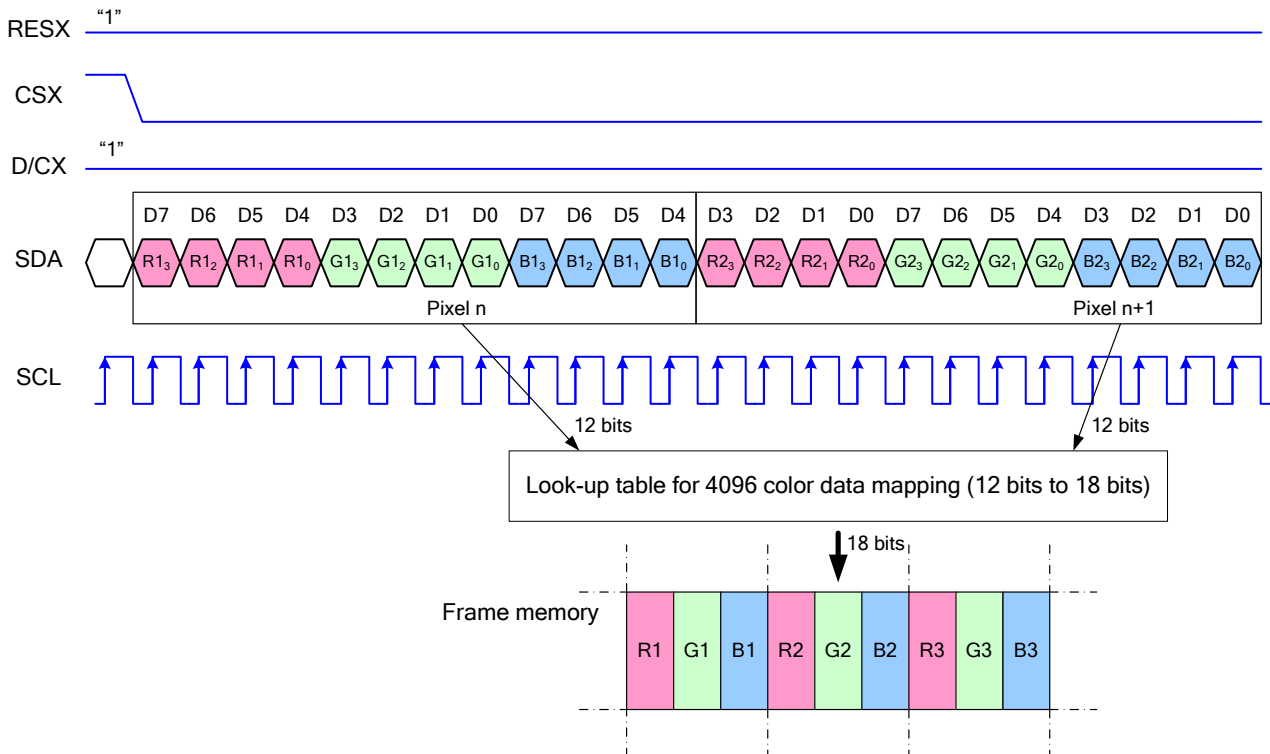 “1”
RESX
CSX
“1”
D/CX
D7 D6 D5 D4 D3 D2 D1 D0 D7 D6 D5 D4 D3 D2 D1 D0 D7 D6 D5 D4 D3 D2 D1 D0
SDA R1₃ R1₂ R1₁ R1₀ G1₃ G1₂ G1₁ G1₀ B1₃ B1₂ B1₁ B1₀ R2₃ R2₂ R2₁ R2₀ G2₃ G2₂ G2₁ G2₀ B2₃ B2₂ B2₁ B2₀
Pixel n Pixel n+1
SCL
12 bits 12 bits
Look-up table for 4096 color data mapping (12 bits to 18 bits)
18 bits
Frame memory
R1 G1 B1 R2 G2 B2 R3 G3 B3